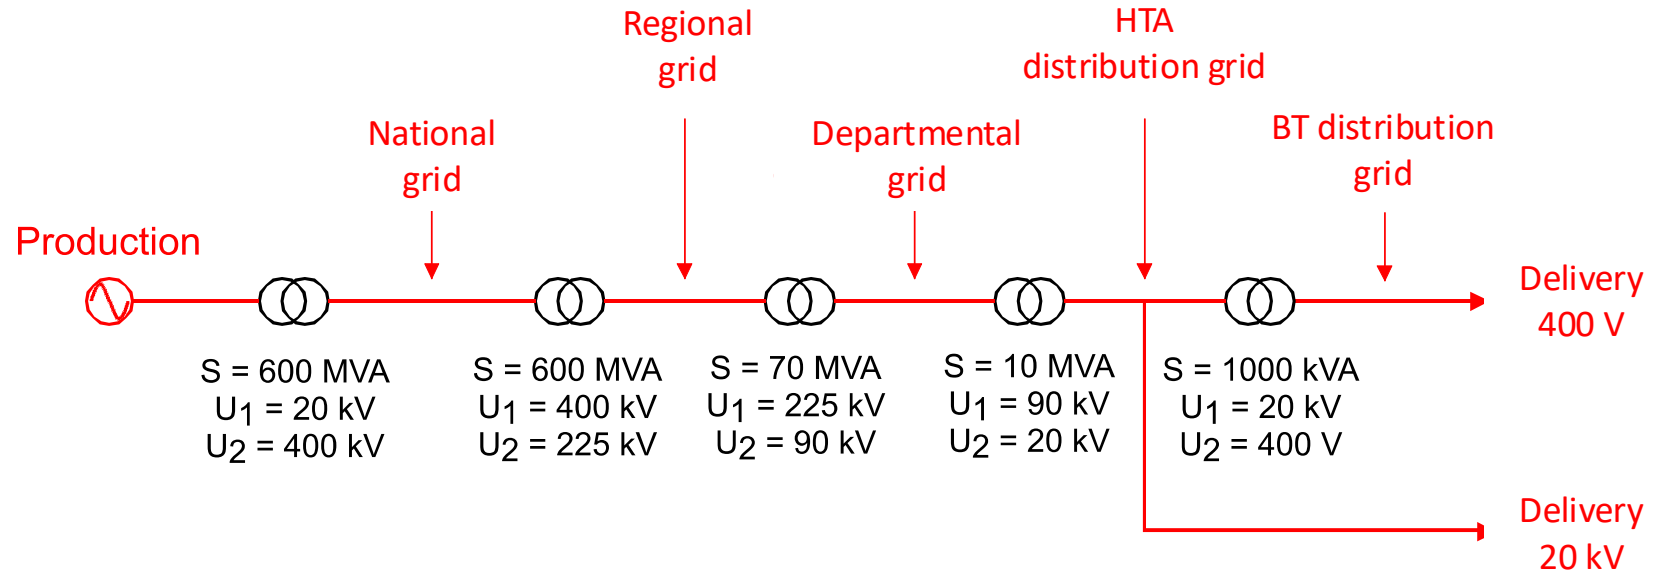 Regional
grid
HTA
distribution grid
National
grid
Departmental
grid
BT distribution
grid
Production
Delivery
400 V
S = 600 MVA
U1 = 20 kV
U2 = 400 kV
S = 600 MVA
U1 = 400 kV
U2 = 225 kV
S = 70 MVA
U1 = 225 kV
U2 = 90 kV
S = 10 MVA
U1 = 90 kV
U2 = 20 kV
S = 1000 kVA
U1 = 20 kV
U2 = 400 V
Delivery
20 kV